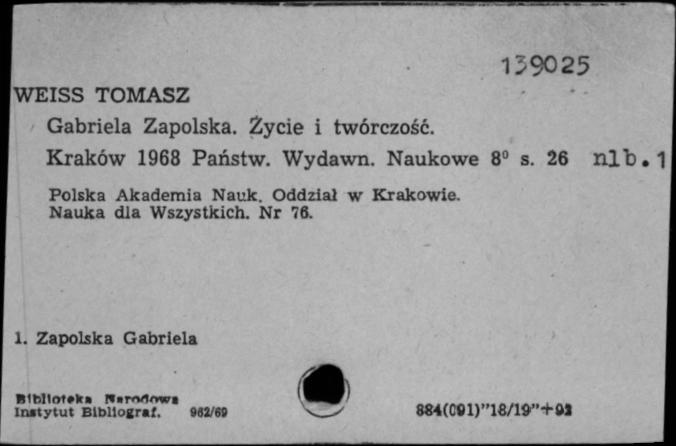 139025
WEISS TOMASZ
Gabriela Zapolska. Życie i twórczość.
Kraków 1968 Państw. Wydawn. Naukowe 8° s. 26 nlb. 1
Polska Akademia Nauk. Oddział w Krakowie.
Nauka dla Wszystkich. Nr 76.
1. Zapolska Gabriela
Biblioteka Narodowa
Instytut Bibliograf. 962/69
884(091)"18/19"+92